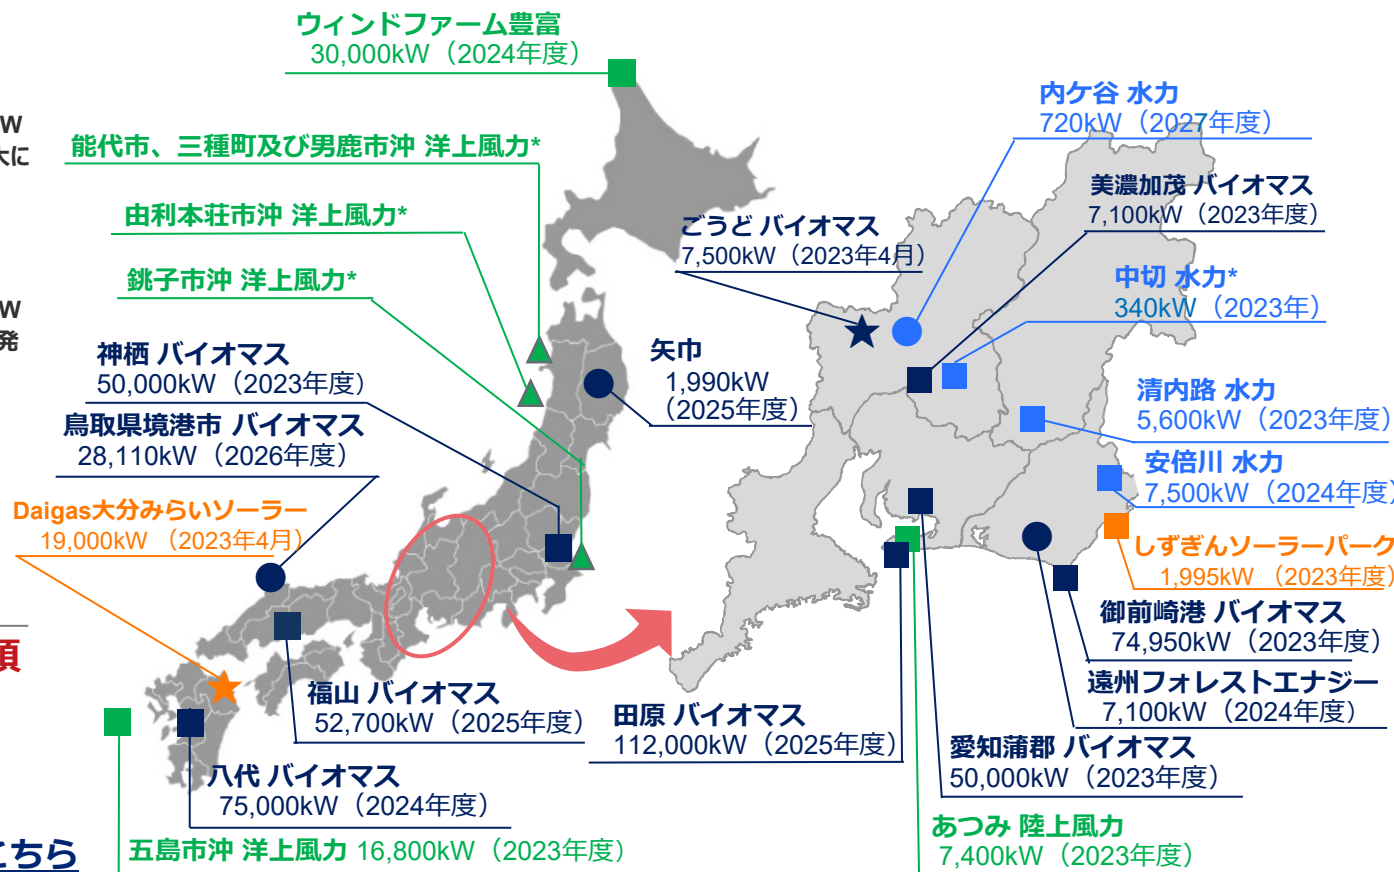 ウィンドファーム豊富
30,000kW（2024年度）
W
大に
能代市、三種町及び男鹿市沖 洋上風力*
由利本荘市沖 洋上風力*
銚子市沖 洋上風力*
W
発
神栖 バイオマス
50,000kW（2023年度）
鳥取県境港市 バイオマス
28,110kW（2026年度）
Daigas大分みらいソーラー
19,000kW （2023年4月）
矢巾
1,990kW
（2025年度）
項
福山 バイオマス
52,700kW（2025年度）
八代 バイオマス
75,000kW（2024年度）
五島市沖 洋上風力 16,800kW（2023年度）
こちら
内ケ谷 水力
720kW（2027年度）
美濃加茂 バイオマス
7,100kW（2023年度）
ごうど バイオマス
7,500kW（2023年4月）
中切 水力*
340kW（2023年）
清内路 水力
5,600kW（2023年度）
安倍川 水力
7,500kW（2024年度）
しずぎんソーラーパーク
1,995kW （2023年度）
御前崎港 バイオマス
74,950kW（2023年度）
遠州フォレストエナジー
7,100kW（2024年度）
田原 バイオマス
112,000kW（2025年度）
愛知蒲郡 バイオマス
50,000kW（2023年度）
あつみ 陸上風力
7,400kW（2023年度）